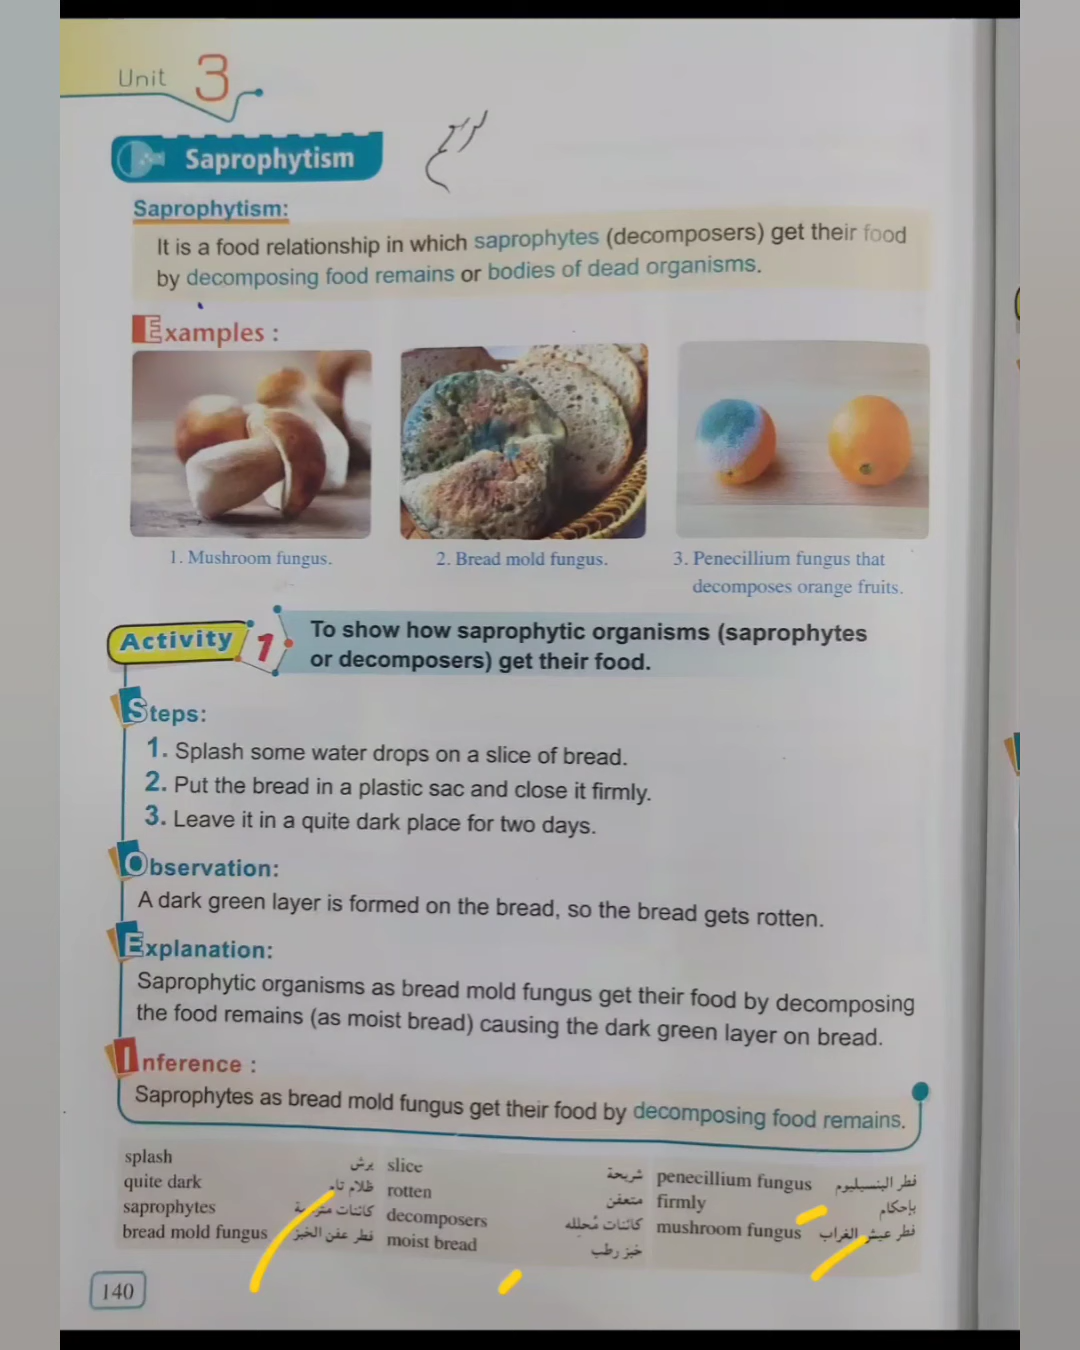 Unit 3
Saprophytism
Saprophytism:
It is a food relationship in which saprophytes (decomposers) get their food
by decomposing food remains or bodies of dead organisms.
Examples :
1. Mushroom fungus.
2. Bread mold fungus.
3. Penecillium fungus that
decomposes orange fruits.
Activity 1
To show how saprophytic organisms (saprophytes
or decomposers) get their food.
Steps:
1. Splash some water drops on a slice of bread.
2. Put the bread in a plastic sac and close it firmly.
3. Leave it in a quite dark place for two days.
Observation:
A dark green layer is formed on the bread, so the bread gets rotten.
Explanation:
Saprophytic organisms as bread mold fungus get their food by decomposing
the food remains (as moist bread) causing the dark green layer on bread.
Inference :
Saprophytes as bread mold fungus get their food by decomposing food remains.
splash يرش
quite dark ظلام تام
saprophytes كائنات
bread mold fungus فطر عفن الخبز
slice شريحة
rotten متعفن
decomposers كائنات مُحللِه
moist bread خبز رطب
penecillium fungus فطر البنسيليوم
firmly بإحكام
mushroom fungus فطر عيش الغراب
140